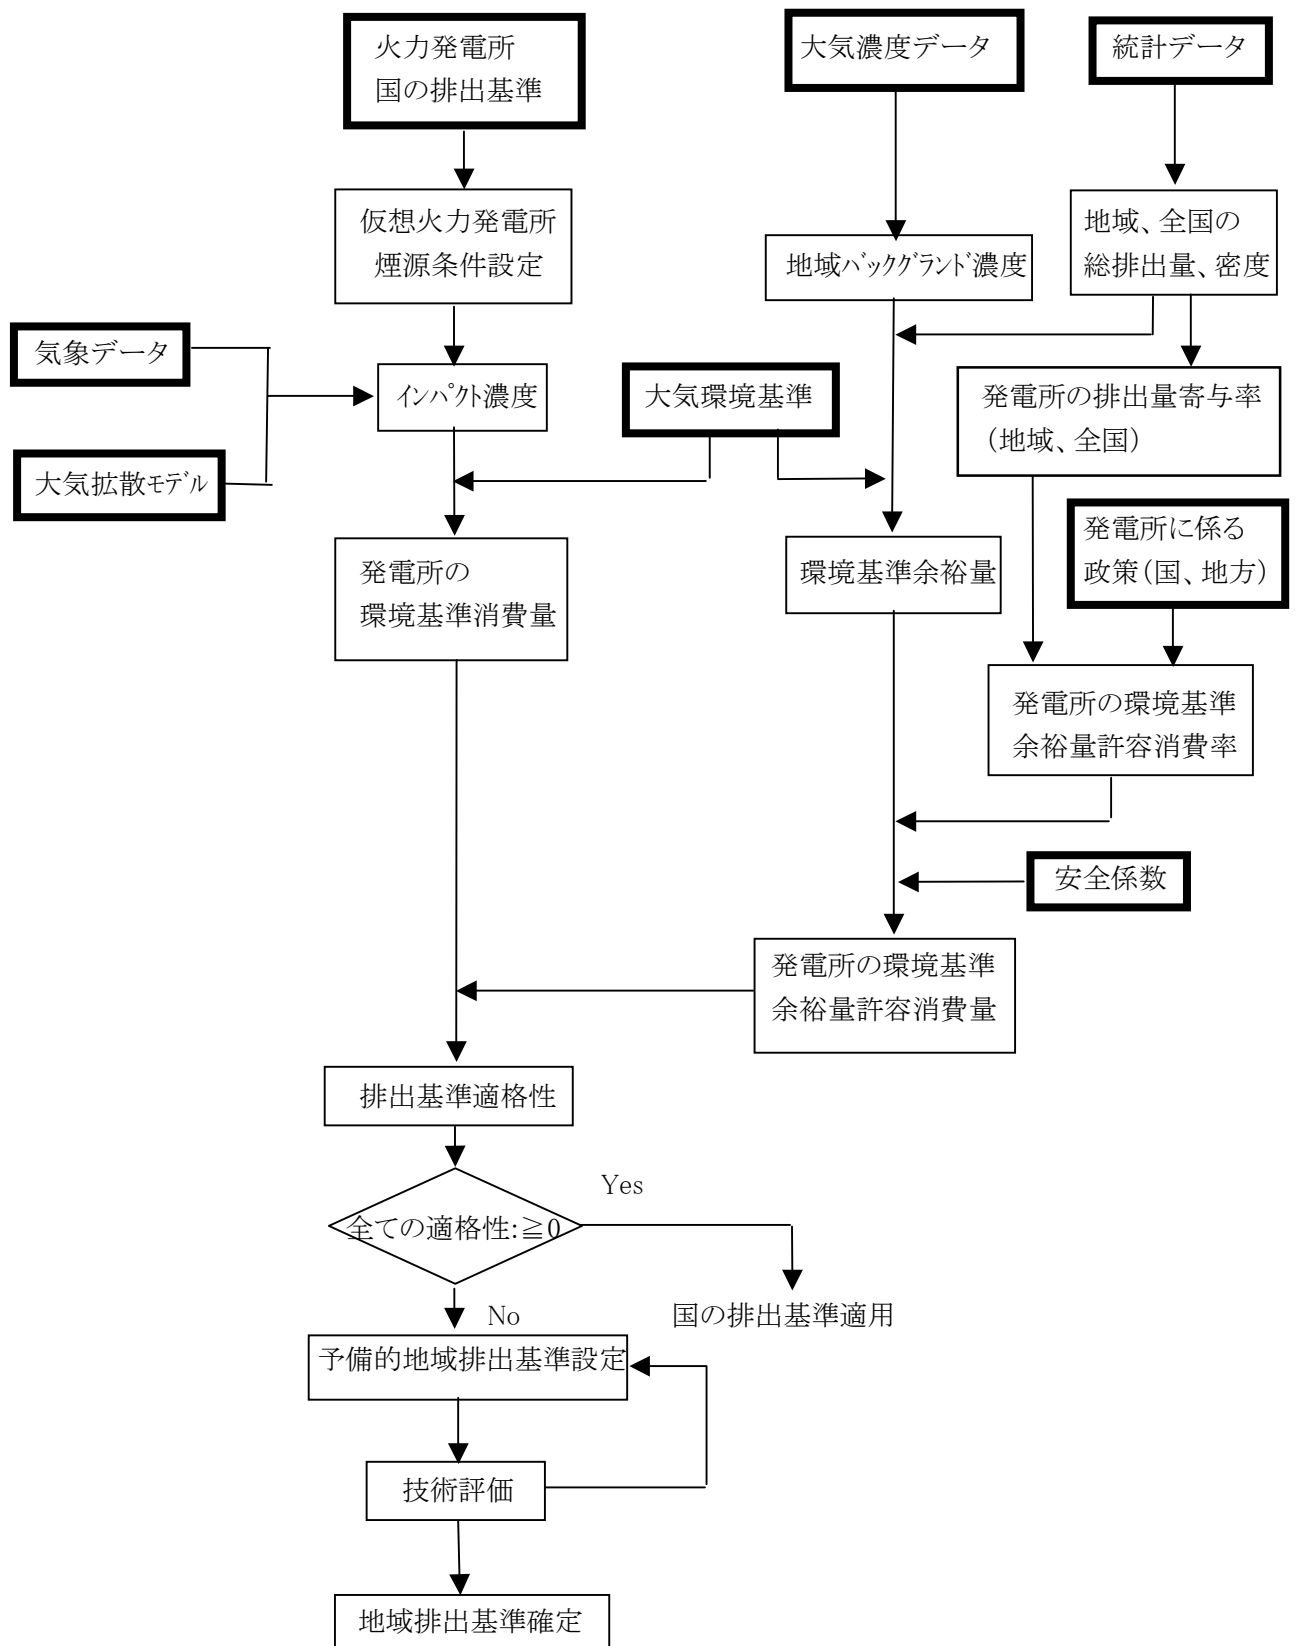 火力発電所
国の排出基準
大気濃度データ
統計データ
仮想火力発電所
煙源条件設定
地域、全国の
総排出量、密度
地域ﾊﾞｯｸｸﾞﾗﾝﾄﾞ濃度
気象データ
インパクト濃度
大気環境基準
発電所の排出量寄与率
（地域、全国）
大気拡散ﾓﾃﾞﾙ
発電所に係る
政策（国、地方）
発電所の
環境基準消費量
環境基準余裕量
発電所の環境基準
余裕量許容消費率
安全係数
発電所の環境基準
余裕量許容消費量
排出基準適格性
Yes
全ての適格性:≧0
No
国の排出基準適用
予備的地域排出基準設定
技術評価
地域排出基準確定